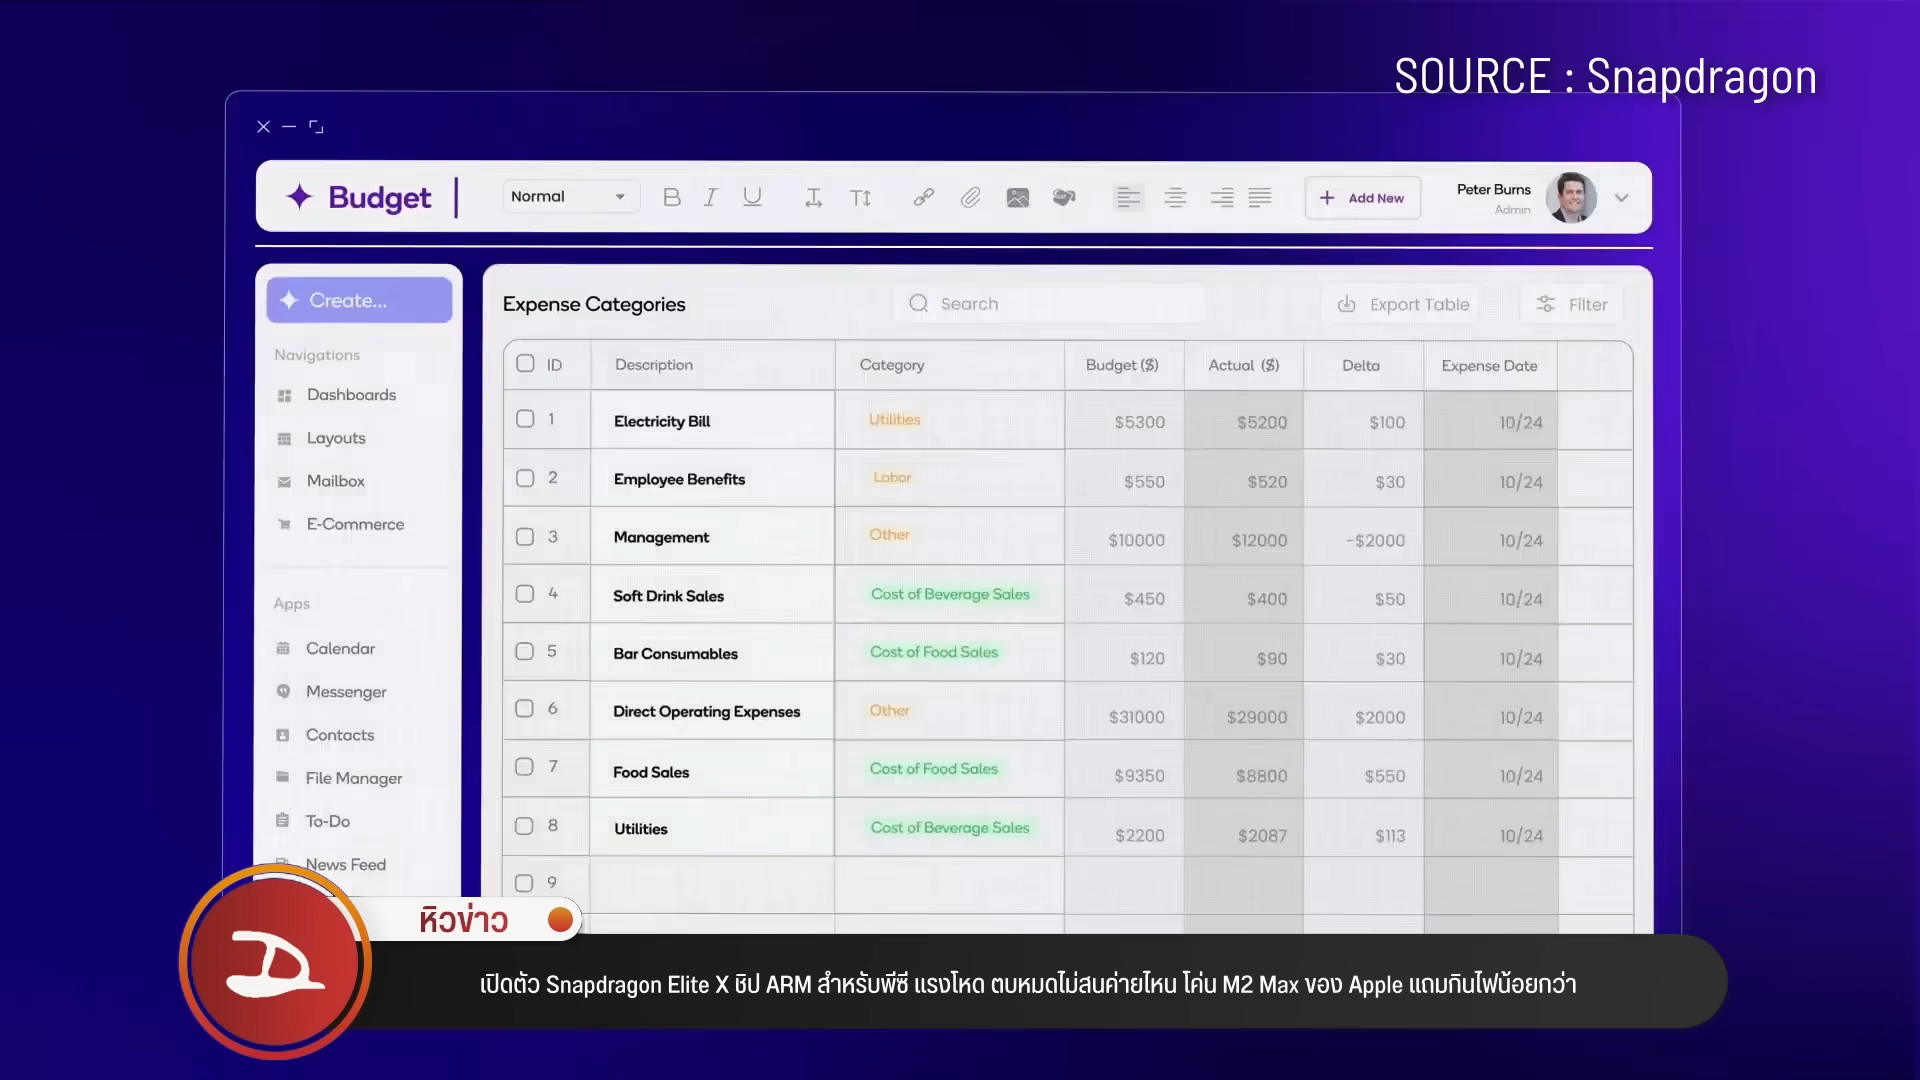 SOURCE : Snapdragon
Budget
Normal
B I U
Add New
Peter Burns
Admin
Create...
Navigations
Dashboards
Layouts
Mailbox
E-Commerce
Apps
Calendar
Messenger
Contacts
File Manager
To-Do
News Feed
Expense Categories
Search
Export Table
Filter
ID Description Category Budget ($) Actual ($) Delta Expense Date
1 Electricity Bill Utilities $5300 $5200 $100 10/24
2 Employee Benefits Labor $550 $520 $30 10/24
3 Management Other $10000 $12000 -$2000 10/24
4 Soft Drink Sales Cost of Beverage Sales $450 $400 $50 10/24
5 Bar Consumables Cost of Food Sales $120 $90 $30 10/24
6 Direct Operating Expenses Other $31000 $29000 $2000 10/24
7 Food Sales Cost of Food Sales $9350 $8800 $550 10/24
8 Utilities Cost of Beverage Sales $2200 $2087 $113 10/24
9
หิวข่าว
เปิดตัว Snapdragon Elite X ชิป ARM สำหรับพีซี แรงโหด ตบหมดไม่สนค่ายไหน โค่น M2 Max ของ Apple แถมกินไฟน้อยกว่า